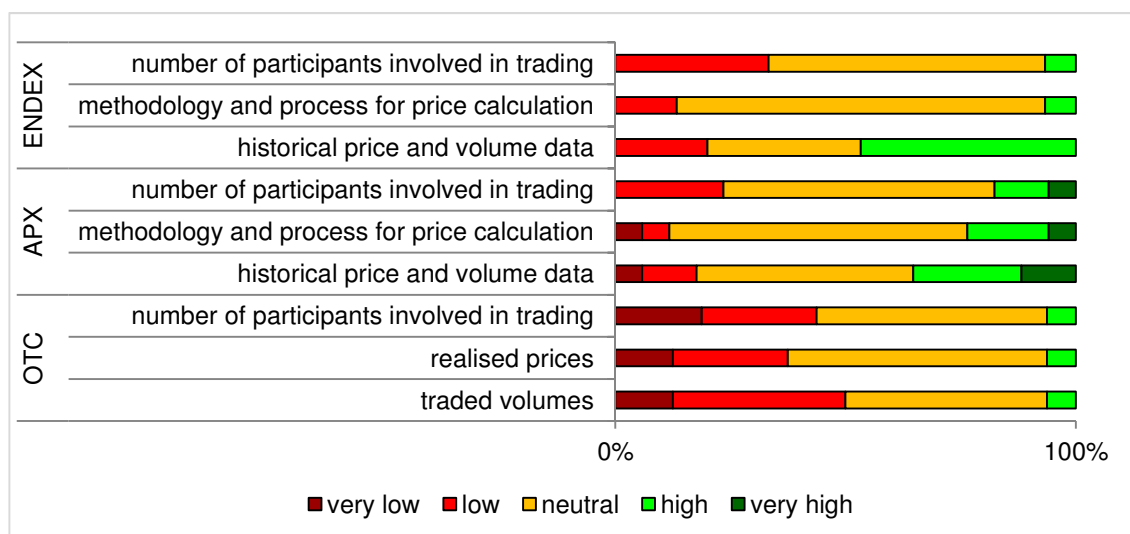 ENDEX
number of participants involved in trading
methodology and process for price calculation
historical price and volume data
APX
number of participants involved in trading
methodology and process for price calculation
historical price and volume data
OTC
number of participants involved in trading
realised prices
traded volumes
0% 100%
very low low neutral high very high